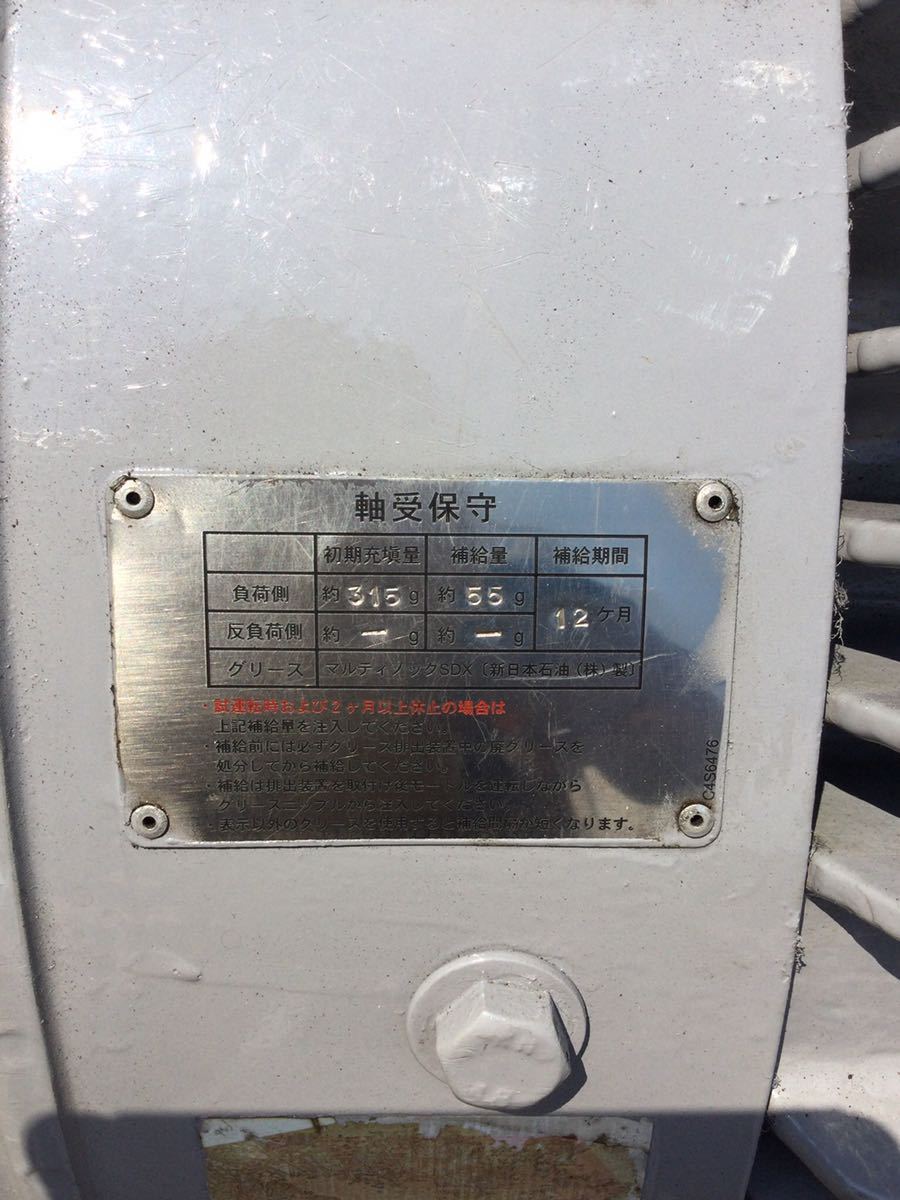 軸受保守
初期充填量 補給量 補給期間
負荷側 約 315 g 約 55 g 12 ケ月
反負荷側 約 — g 約 — g
グリース マルティノックSDX〔新日本石油(株)製〕
・試運転時および2ヶ月以上休止の場合は
上記補給量を注入してください。
・補給前には必ずグリース排出装置中の廃グリースを
処分してから補給してください。
・補給は排出装置を取付け後モートルを運転しながら
グリースニップルから注入してください。
・表示以外のグリースを使用すると補給間隔が短くなります。
C4S6476